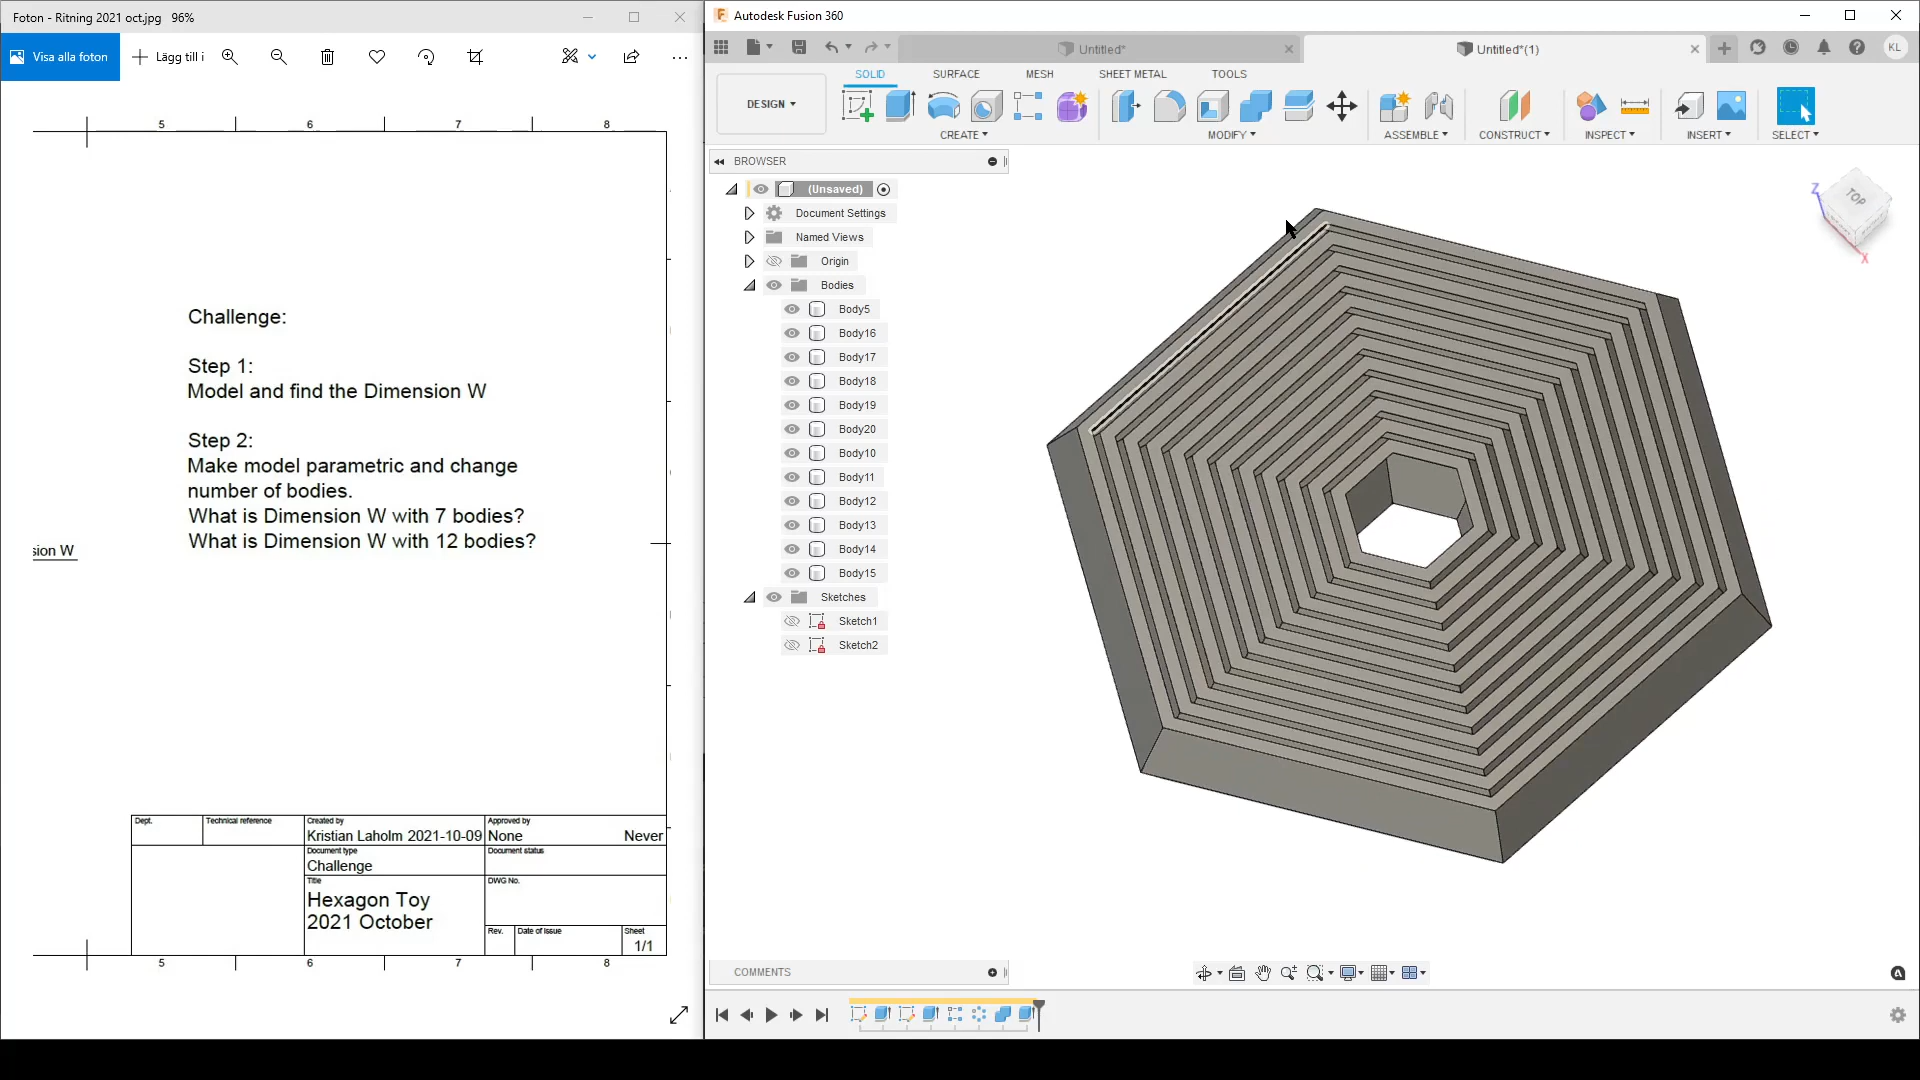 Foton - Ritning 2021 oct.jpg 96%
Visa alla foton
Lägg till i
5 6 7 8
Challenge:
Step 1:
Model and find the Dimension W
Step 2:
Make model parametric and change
number of bodies.
What is Dimension W with 7 bodies?
What is Dimension W with 12 bodies?
sion W
Dept.
Technical reference
Created by
Kristian Laholm 2021-10-09
Approved by
None Never
Document type
Challenge
Document status
Title
Hexagon Toy
2021 October
DWG No.
Rev.
Date of issue
Sheet
1/1
5 6 7 8
Autodesk Fusion 360
Untitled*
Untitled*(1)
KL
SOLID SURFACE MESH SHEET METAL TOOLS
DESIGN
CREATE MODIFY ASSEMBLE CONSTRUCT INSPECT INSERT SELECT
BROWSER
(Unsaved)
Document Settings
Named Views
Origin
Bodies
Body5
Body16
Body17
Body18
Body19
Body20
Body10
Body11
Body12
Body13
Body14
Body15
Sketches
Sketch1
Sketch2
Z
TOP
X
COMMENTS